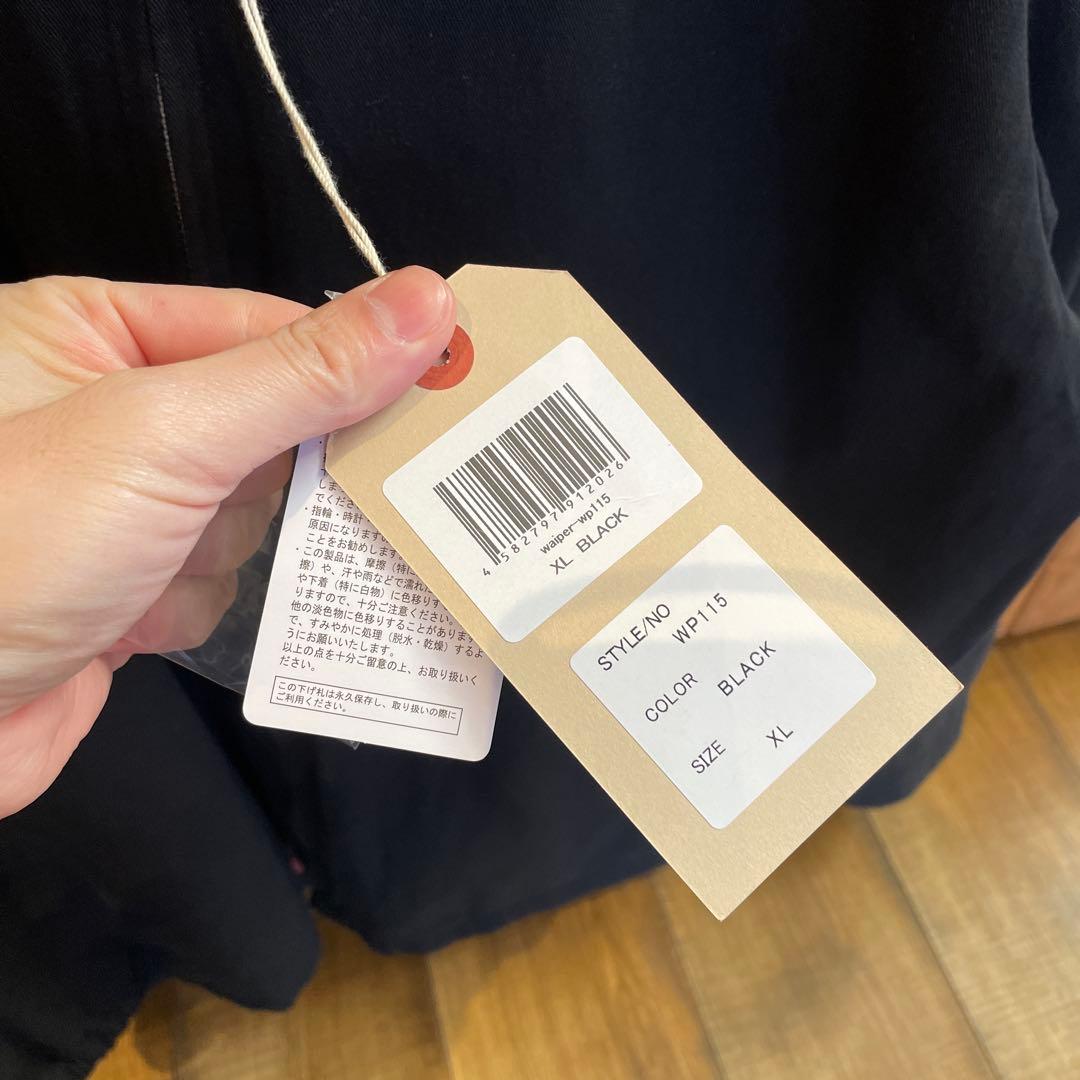 4582797912026
waiper-wp115
XL BLACK
STYLE/NO
WP115
COLOR
BLACK
SIZE
XL
でくださ
・指輪・時計
原因になります
ことをお勧めします
・この製品は、摩擦（特に
擦）や、汗や雨などで濡れた
や下着（特に白物）に色移りす
りますので、十分ご注意ください。
他の淡色物に色移りすることがあります
で、すみやかに処理（脱水・乾燥）するよ
うにお願いいたします。
以上の点を十分ご留意の上、お取り扱いく
ださい。
この下げ札は永久保存し、取り扱いの際に
ご利用ください。